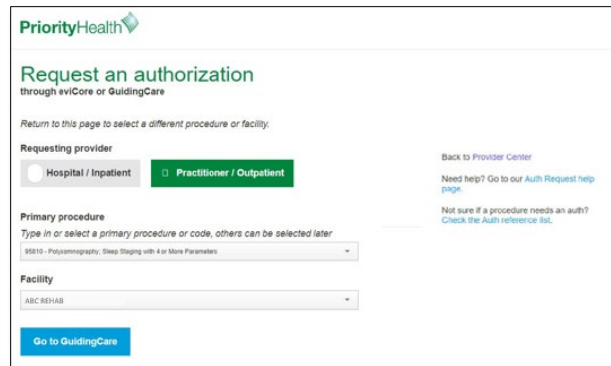 PriorityHealth
Request an authorization
through eviCore or GuidingCare
Return to this page to select a different procedure or facility.
Requesting provider
Hospital / Inpatient
Practitioner / Outpatient
Primary procedure
Type in or select a primary procedure or code, others can be selected later
95810 - Polysomnography; Sleep Staging with 4 or More Parameters
Facility
ABC REHAB
Go to GuidingCare
Back to Provider Center
Need help? Go to our Auth Request help
page.
Not sure if a procedure needs an auth?
Check the Auth reference list.